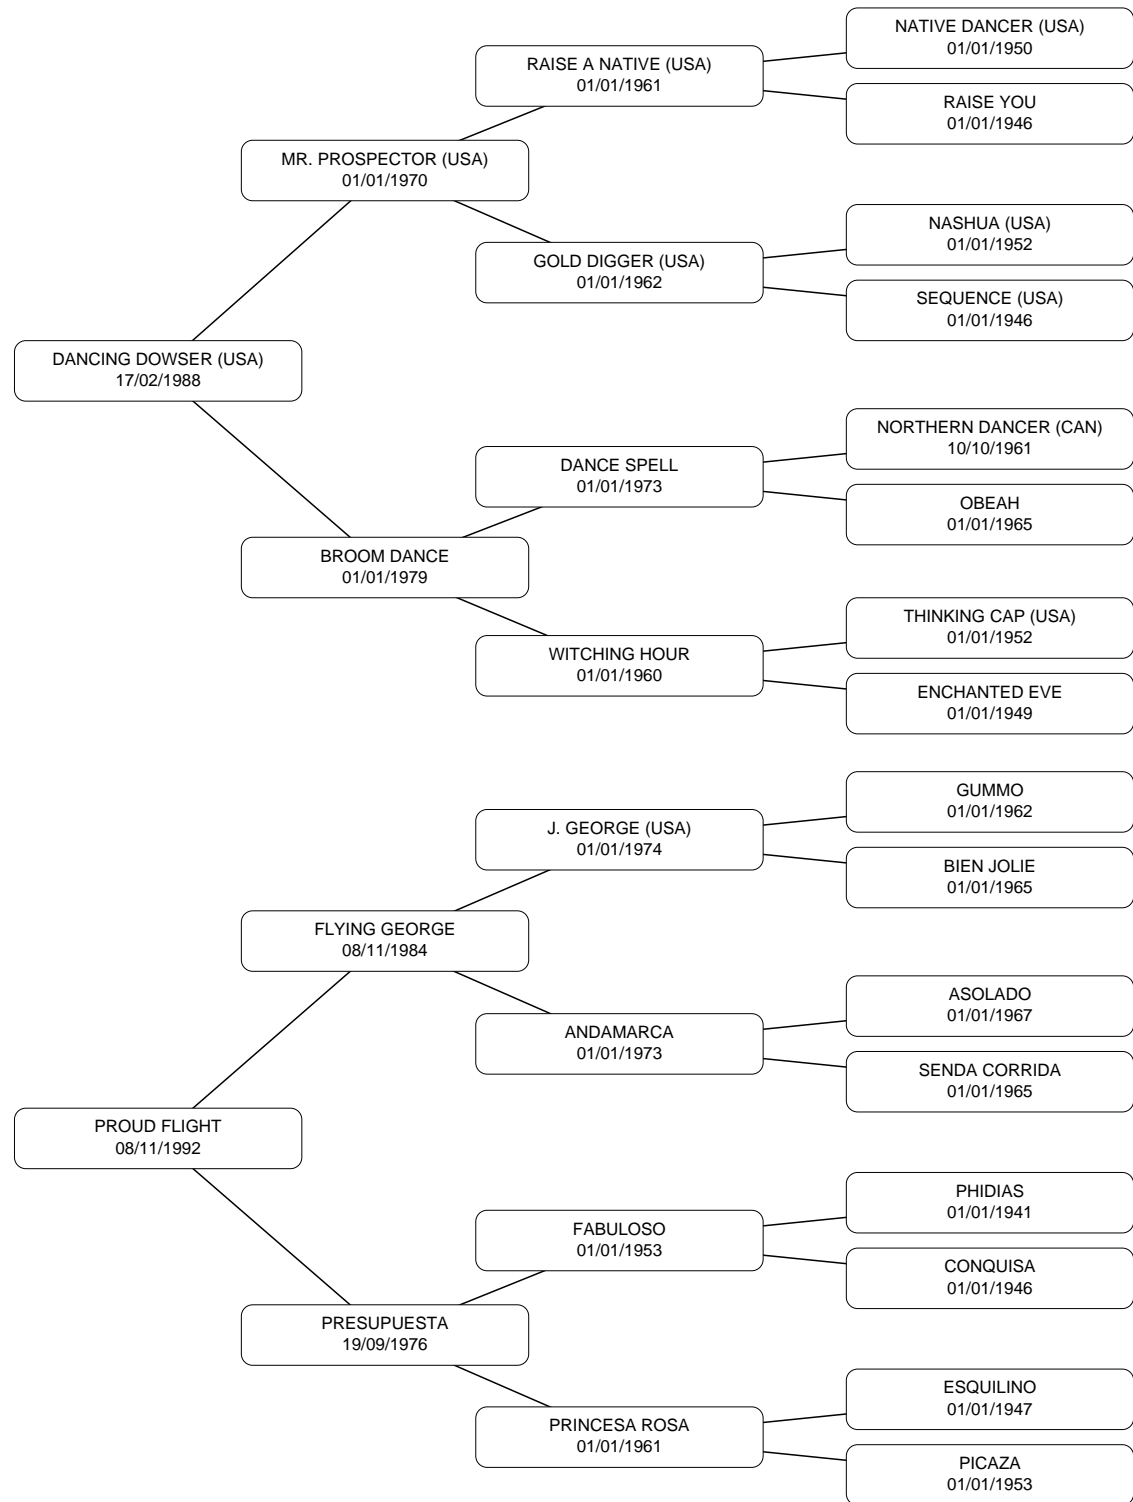 NATIVE DANCER (USA)
01/01/1950
RAISE A NATIVE (USA)
01/01/1961
RAISE YOU
01/01/1946
MR. PROSPECTOR (USA)
01/01/1970
NASHUA (USA)
01/01/1952
GOLD DIGGER (USA)
01/01/1962
SEQUENCE (USA)
01/01/1946
DANCING DOWSER (USA)
17/02/1988
NORTHERN DANCER (CAN)
10/10/1961
DANCE SPELL
01/01/1973
OBEAH
01/01/1965
BROOM DANCE
01/01/1979
THINKING CAP (USA)
01/01/1952
WITCHING HOUR
01/01/1960
ENCHANTED EVE
01/01/1949
GUMMO
01/01/1962
J. GEORGE (USA)
01/01/1974
BIEN JOLIE
01/01/1965
FLYING GEORGE
08/11/1984
ASOLADO
01/01/1967
ANDAMARCA
01/01/1973
SENDA CORRIDA
01/01/1965
PROUD FLIGHT
08/11/1992
PHIDIAS
01/01/1941
FABULOSO
01/01/1953
CONQUISA
01/01/1946
PRESUPUESTA
19/09/1976
ESQUILINO
01/01/1947
PRINCESA ROSA
01/01/1961
PICAZA
01/01/1953